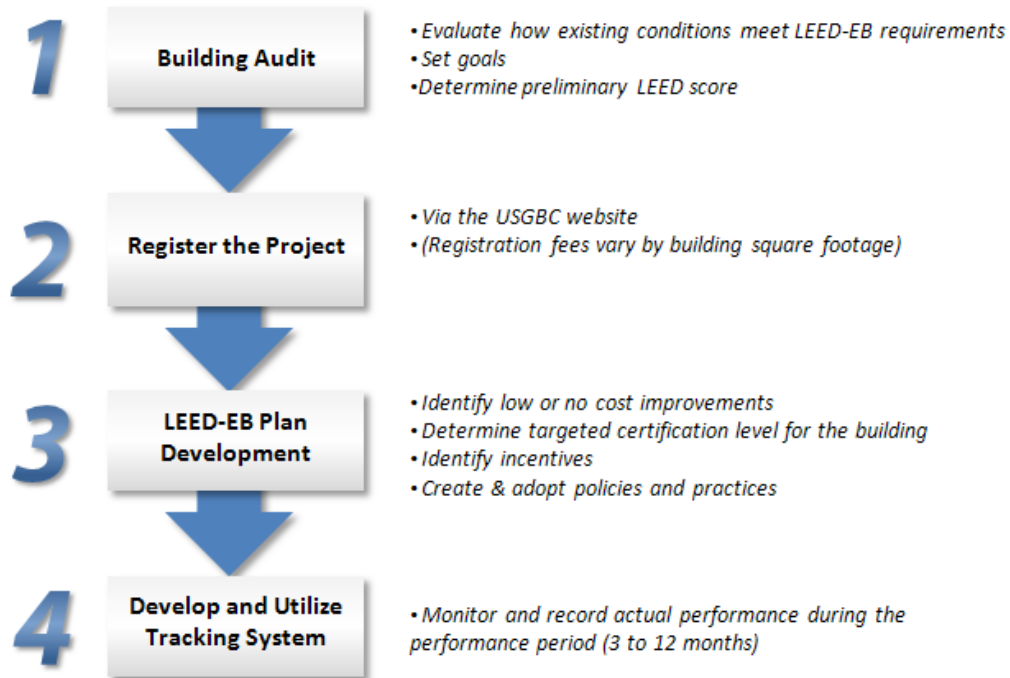 1
Building Audit
• Evaluate how existing conditions meet LEED-EB requirements
• Set goals
•Determine preliminary LEED score
2
Register the Project
• Via the USGBC website
• (Registration fees vary by building square footage)
3
LEED-EB Plan
Development
• Identify low or no cost improvements
• Determine targeted certification level for the building
• Identify incentives
• Create & adopt policies and practices
4
Develop and Utilize
Tracking System
• Monitor and record actual performance during the
performance period (3 to 12 months)